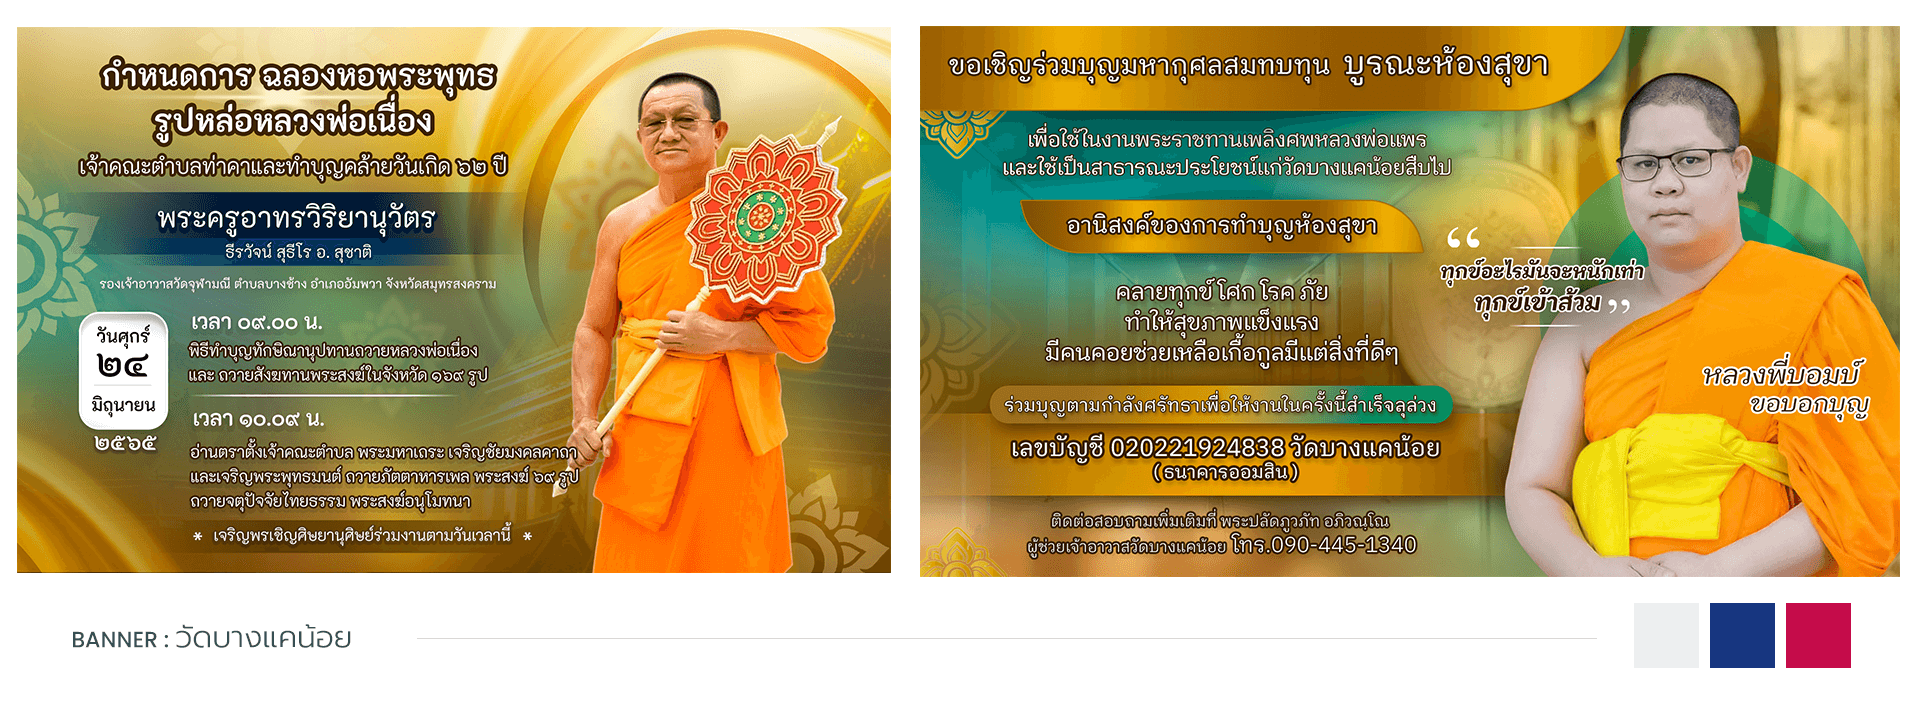 กำหนดการ ฉลองหอพระพุทธ
รูปหล่อหลวงพ่อเนื่อง
เจ้าคณะตำบลท่าคาและทำบุญคล้ายวันเกิด ๖๒ ปี
พระครูอาทรวิริยานุวัตร
ธีรวัจน์ สุธีโร อ. สุชาติ
รองเจ้าอาวาสวัดจุฬามณี ตำบลบางช้าง อำเภออัมพวา จังหวัดสมุทรสงคราม
วันศุกร์
๒๔
มิถุนายน
๒๕๖๕
เวลา ๐๙.๐๐ น.
พิธีทำบุญทักษิณานุปทานถวายหลวงพ่อเนื่อง
และ ถวายสังฆทานพระสงฆ์ในจังหวัด ๑๖๙ รูป
เวลา ๑๐.๐๙ น.
อ่านตราตั้งเจ้าคณะตำบล พระมหาเถระ เจริญชัยมงคลคาถา
และเจริญพระพุทธมนต์ ถวายภัตตาหารเพล พระสงฆ์ ๖๙ รูป
ถวายจตุปัจจัยไทยธรรม พระสงฆ์อนุโมทนา
* เจริญพรเชิญศิษยานุศิษย์ร่วมงานตามวันเวลานี้ *
ขอเชิญร่วมบุญมหากุศลสมทบทุน บูรณะห้องสุขา
เพื่อใช้ในงานพระราชทานเพลิงศพหลวงพ่อแพร
และใช้เป็นสาธารณะประโยชน์แก่วัดบางแคน้อยสืบไป
อานิสงค์ของการทำบุญห้องสุขา
คลายทุกข์ โศก โรค ภัย
ทำให้สุขภาพแข็งแรง
มีคนคอยช่วยเหลือเกื้อกูลมีแต่สิ่งที่ดีๆ
ร่วมบุญตามกำลังศรัทธาเพื่อให้งานในครั้งนี้สำเร็จลุล่วง
เลขบัญชี 020221924838 วัดบางแคน้อย
(ธนาคารออมสิน)
ติดต่อสอบถามเพิ่มเติมที่ พระปลัดภูวภัท อภิวณฺโณ
ผู้ช่วยเจ้าอาวาสวัดบางแคน้อย โทร.090-445-1340
“ทุกข์อะไรมันจะหนักเท่า
ทุกข์เข้าส้วม”
หลวงพี่บอมบ์
ขอบอกบุญ
BANNER : วัดบางแคน้อย